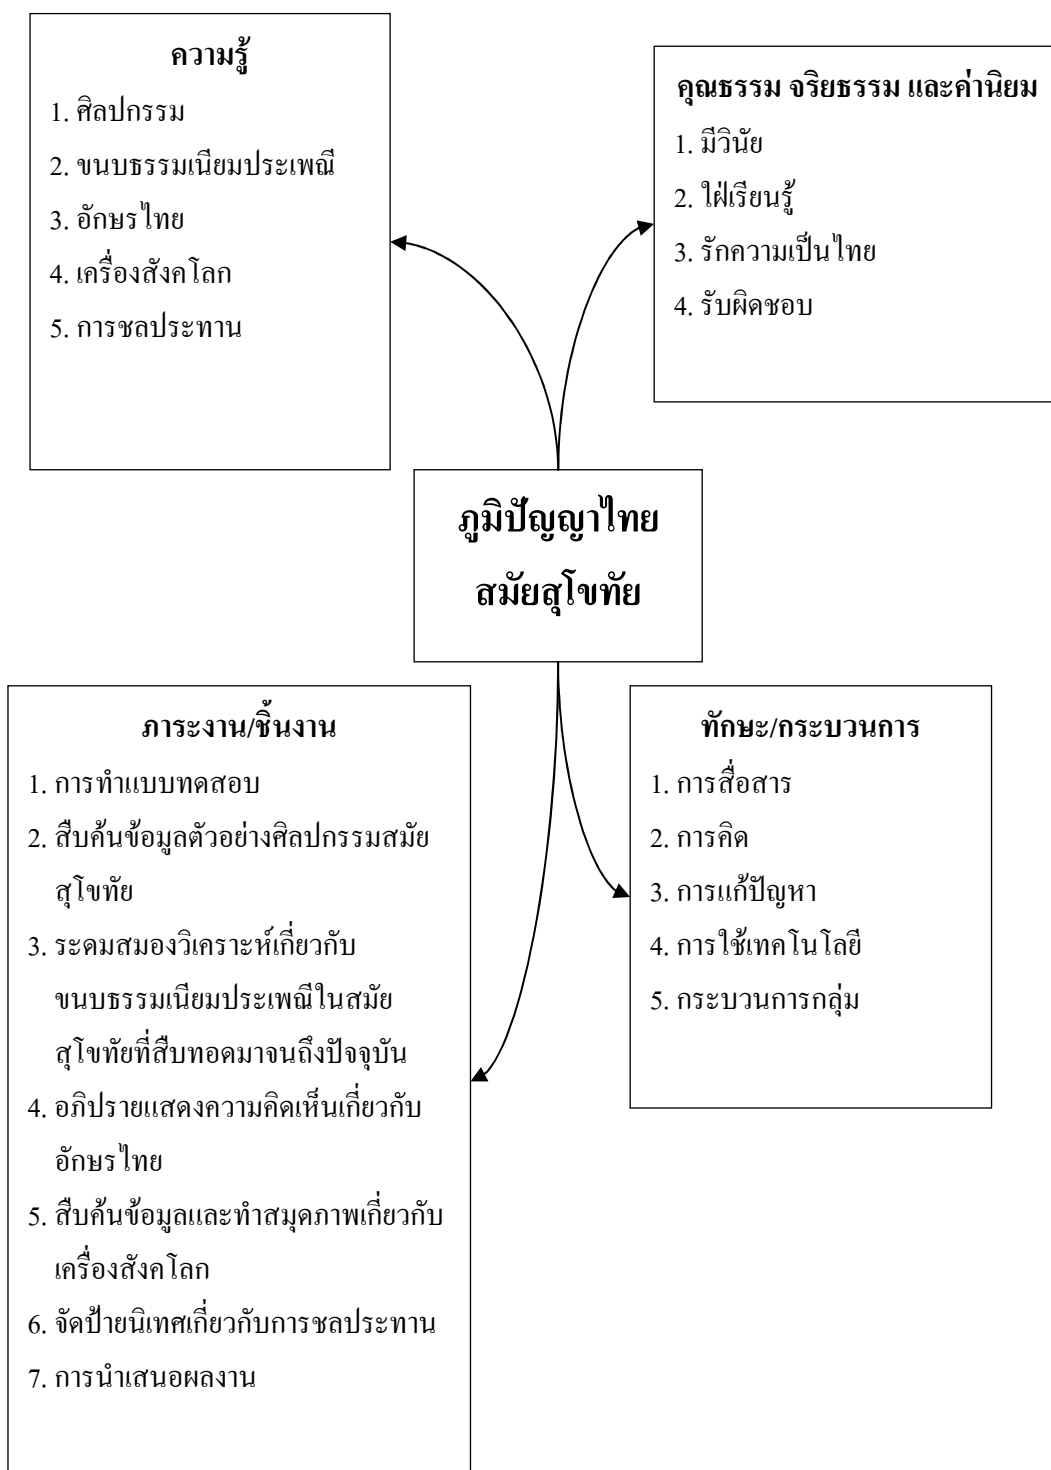 ความรู้
1. ศิลปกรรม
2. ขนบธรรมเนียมประเพณี
3. อักษรไทย
4. เครื่องสังคโลก
5. การชลประทาน
คุณธรรม จริยธรรม และค่านิยม
1. มีวินัย
2. ใฝ่เรียนรู้
3. รักความเป็นไทย
4. รับผิดชอบ
ภูมิปัญญาไทย
สมัยสุโขทัย
ภาระงาน/ชิ้นงาน
1. การทำแบบทดสอบ
2. สืบค้นข้อมูลตัวอย่างศิลปกรรมสมัย
สุโขทัย
3. ระดมสมองวิเคราะห์เกี่ยวกับ
ขนบธรรมเนียมประเพณีในสมัย
สุโขทัยที่สืบทอดมาจนถึงปัจจุบัน
4. อภิปรายแสดงความคิดเห็นเกี่ยวกับ
อักษรไทย
5. สืบค้นข้อมูลและทำสมุดภาพเกี่ยวกับ
เครื่องสังคโลก
6. จัดป้ายนิเทศเกี่ยวกับการชลประทาน
7. การนำเสนอผลงาน
ทักษะ/กระบวนการ
1. การสื่อสาร
2. การคิด
3. การแก้ปัญหา
4. การใช้เทคโนโลยี
5. กระบวนการกลุ่ม